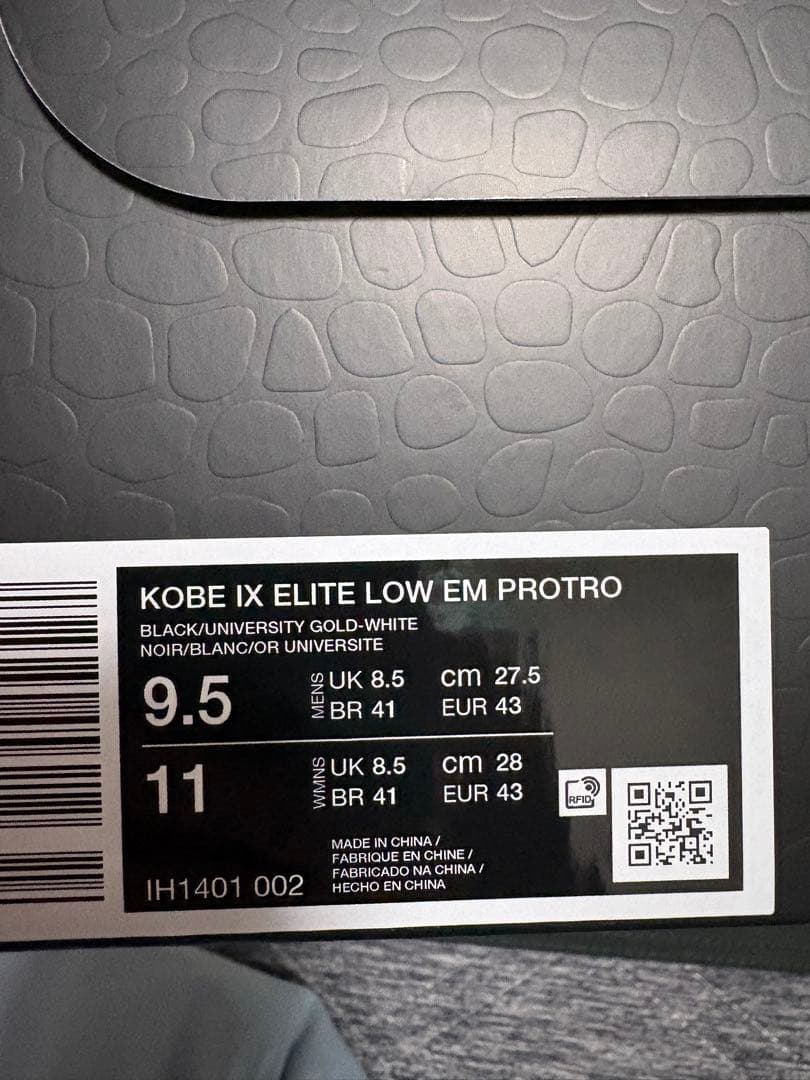 KOBE IX ELITE LOW EM PROTRO
BLACK/UNIVERSITY GOLD-WHITE
NOIR/BLANC/OR UNIVERSITE
9.5 MENS UK 8.5 cm 27.5
BR 41 EUR 43
11 WMNS UK 8.5 cm 28
BR 41 EUR 43
RFID
MADE IN CHINA /
FABRIQUE EN CHINE /
FABRICADO NA CHINA /
HECHO EN CHINA
IH1401 002